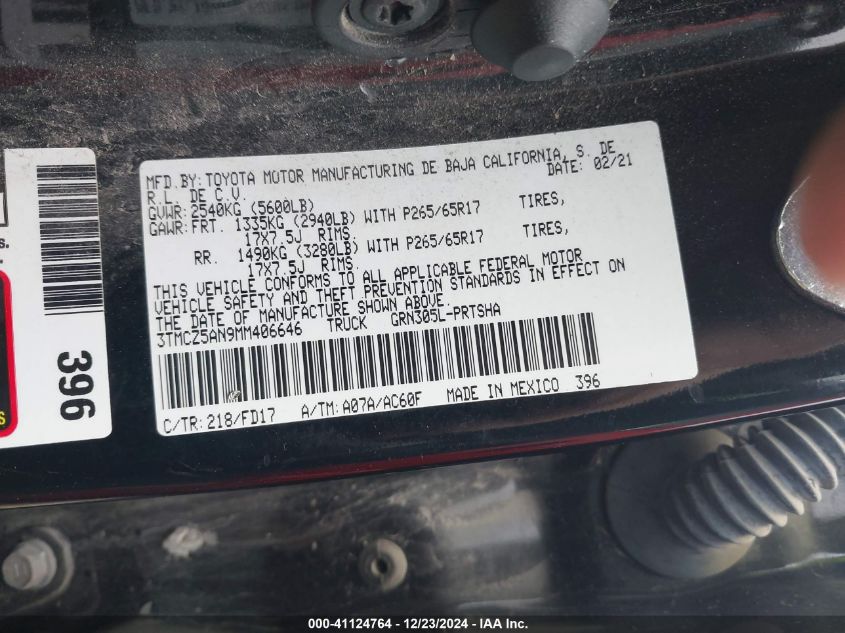 MFD.BY:TOYOTA MOTOR MANUFACTURING DE BAJA CALIFORNIA, S. DE
R.L. DE C.V. DATE: 02/21
GVWR:2540KG (5600LB)
GAWR:FRT. 1335KG (2940LB) WITH P265/65R17 TIRES,
17X7.5J RIMS
RR. 1490KG (3280LB) WITH P265/65R17 TIRES,
17X7.5J RIMS
THIS VEHICLE CONFORMS TO ALL APPLICABLE FEDERAL MOTOR
VEHICLE SAFETY AND THEFT PREVENTION STANDARDS IN EFFECT ON
THE DATE OF MANUFACTURE SHOWN ABOVE.
3TMCZ5AN9MM406646 TRUCK GRN305L-PRTSHA
C/TR:218/FD17 A/TM:A07A/AC60F MADE IN MEXICO 396
396
000-41124764 - 12/23/2024 - IAA Inc.